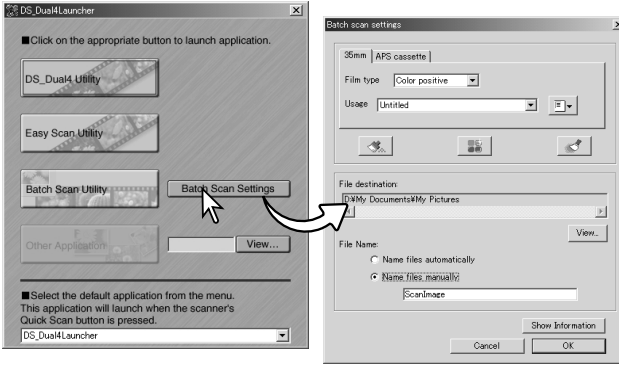 DS_Dual4Launcher
■Click on the appropriate button to launch application.
DS_Dual4 Utility
Easy Scan Utility
Batch Scan Utility
Batch Scan Settings
Other Application
View...
■Select the default application from the menu.
This application will launch when the scanner's
Quick Scan button is pressed.
DS_Dual4Launcher
Batch scan settings
35mm
APS cassette
Film type
Color positive
Usage
Untitled
File destination:
D:¥My Documents¥My Pictures
View..
File Name:
Name files automatically
Name files manually:
ScanImage
Show Information
Cancel
OK